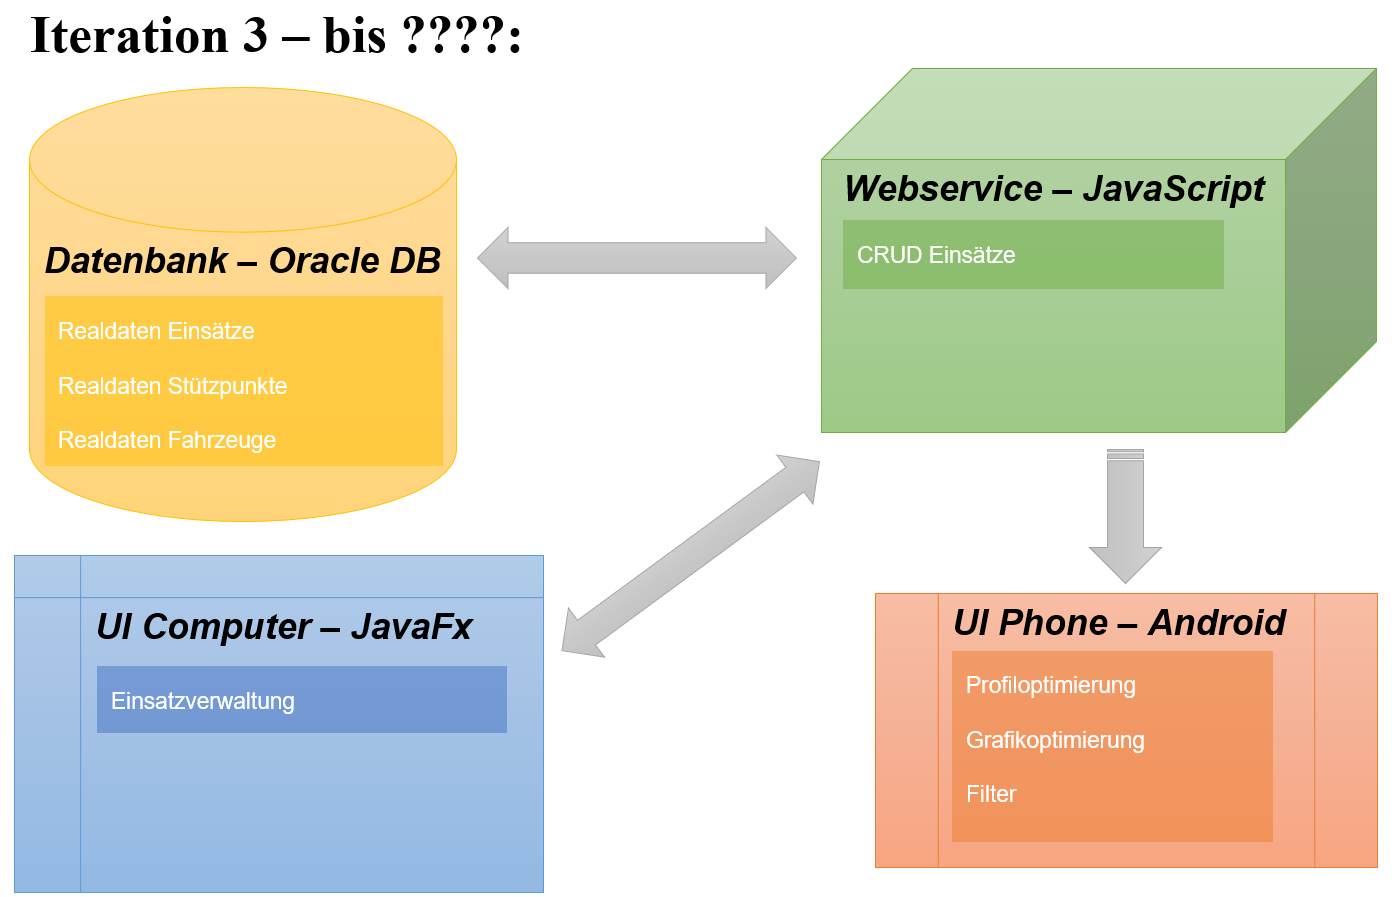 Iteration 3 – bis ????:
Datenbank – Oracle DB
Realdaten Einsätze
Realdaten Stützpunkte
Realdaten Fahrzeuge
Webservice – JavaScript
CRUD Einsätze
UI Computer – JavaFx
Einsatzverwaltung
UI Phone – Android
Profiloptimierung
Grafikoptimierung
Filter